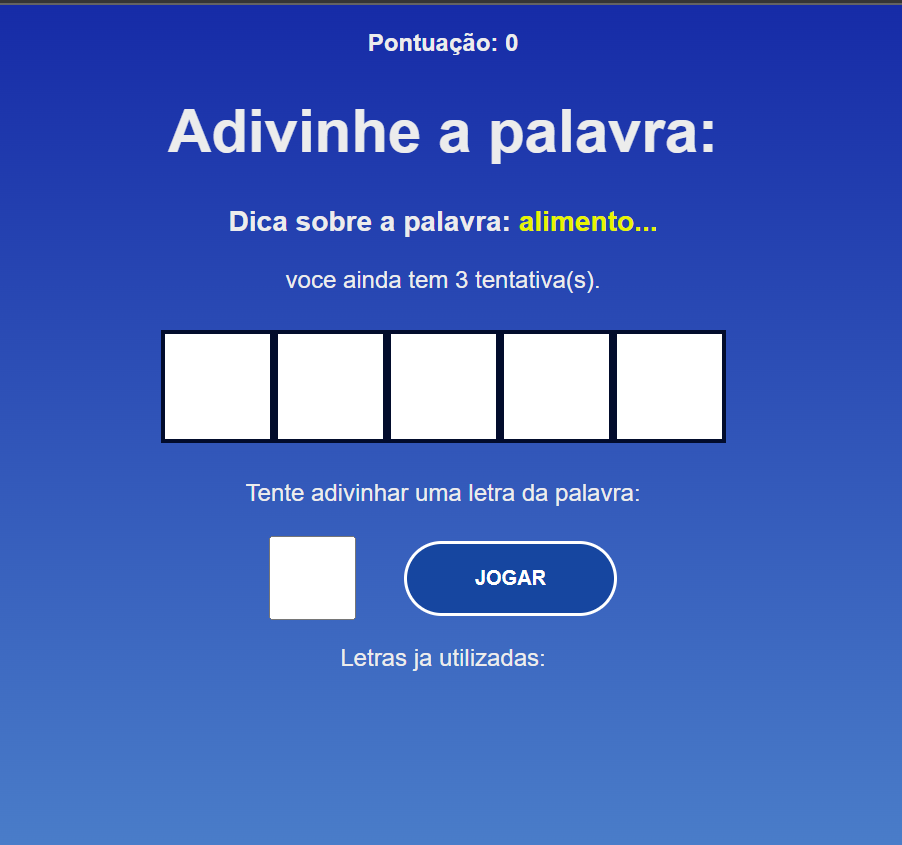 Pontuação: 0
Adivinhe a palavra:
Dica sobre a palavra: alimento...
voce ainda tem 3 tentativa(s).
Tente adivinhar uma letra da palavra:
JOGAR
Letras ja utilizadas: